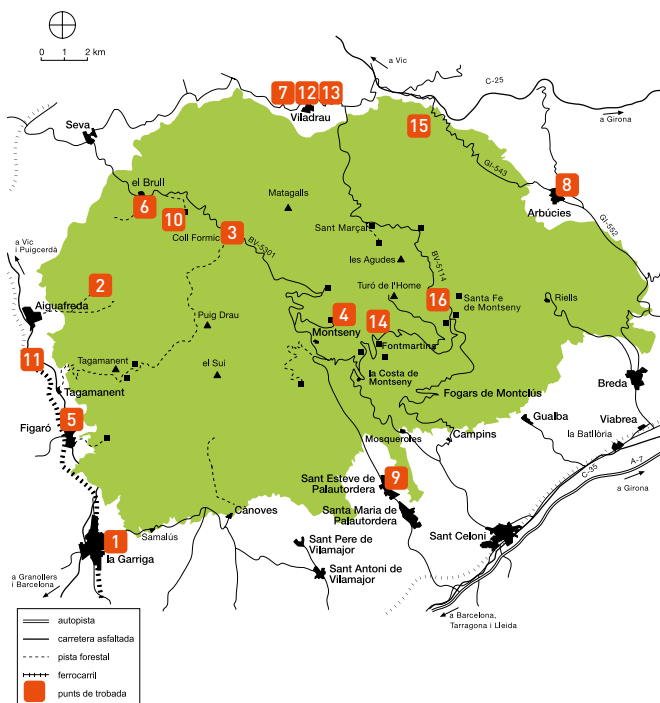 0 1 2 km
a Vic
C-25
a Girona
7 12 13
Viladrau
15
Seva
GI-543
8
Arbúcies
el Brull
6
10
Matagalls
GI-552
Coll Formic
3
Sant Marçal
BV-5301
BV-5114
les Agudes
a Vic
i Puigcerdà
2
Turó de l'Home
16
Santa Fe
de Montseny
Riells
Aiguafreda
Puig Drau
4
14
Montseny
Fontmartina
11
Tagamanent
el Sui
la Costa de
Montseny
Breda
Tagamanent
Fogars de Montclús
5
Figaró
Gualba
Viabrea
la Batllòria
Mosqueroles
Campins
Sant Esteve de
Palautordera
9
C-35
A-7
a Girona
Santa Maria de
Palautordera
Cànoves
Sant Celoni
1
Samalús
la Garriga
Sant Pere de
Vilamajor
Sant Antoni de
Vilamajor
a Granollers
i Barcelona
a Barcelona,
Tarragona i Lleida
autopista
carretera asfaltada
pista forestal
ferrocarril
punts de trobada